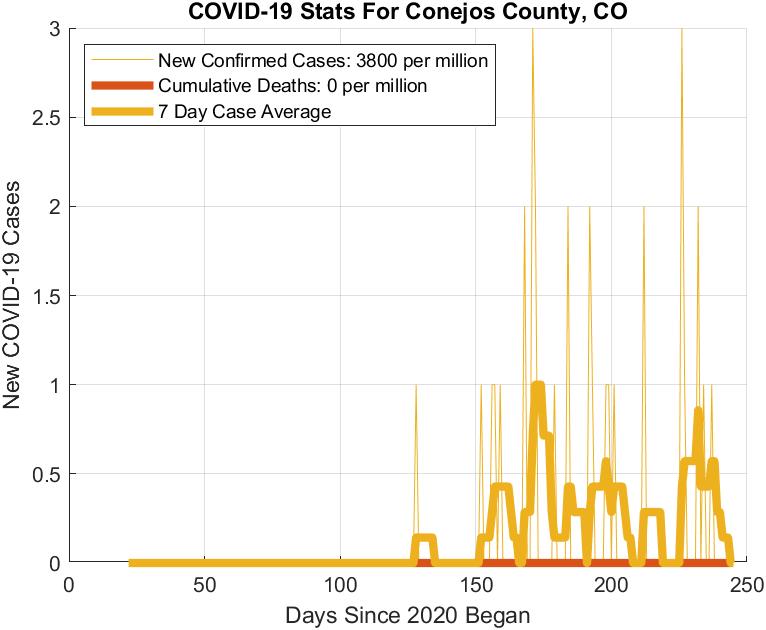 COVID-19 Stats For Conejos County, CO
New Confirmed Cases: 3800 per million
Cumulative Deaths: 0 per million
7 Day Case Average
New COVID-19 Cases
3
2.5
2
1.5
1
0.5
0
0 50 100 150 200 250
Days Since 2020 Began